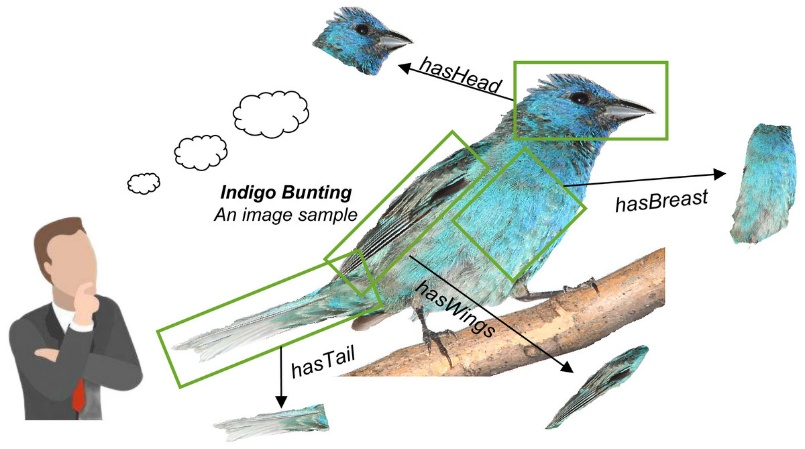 hasHead
Indigo Bunting
An image sample
hasBreast
hasWings
hasTail